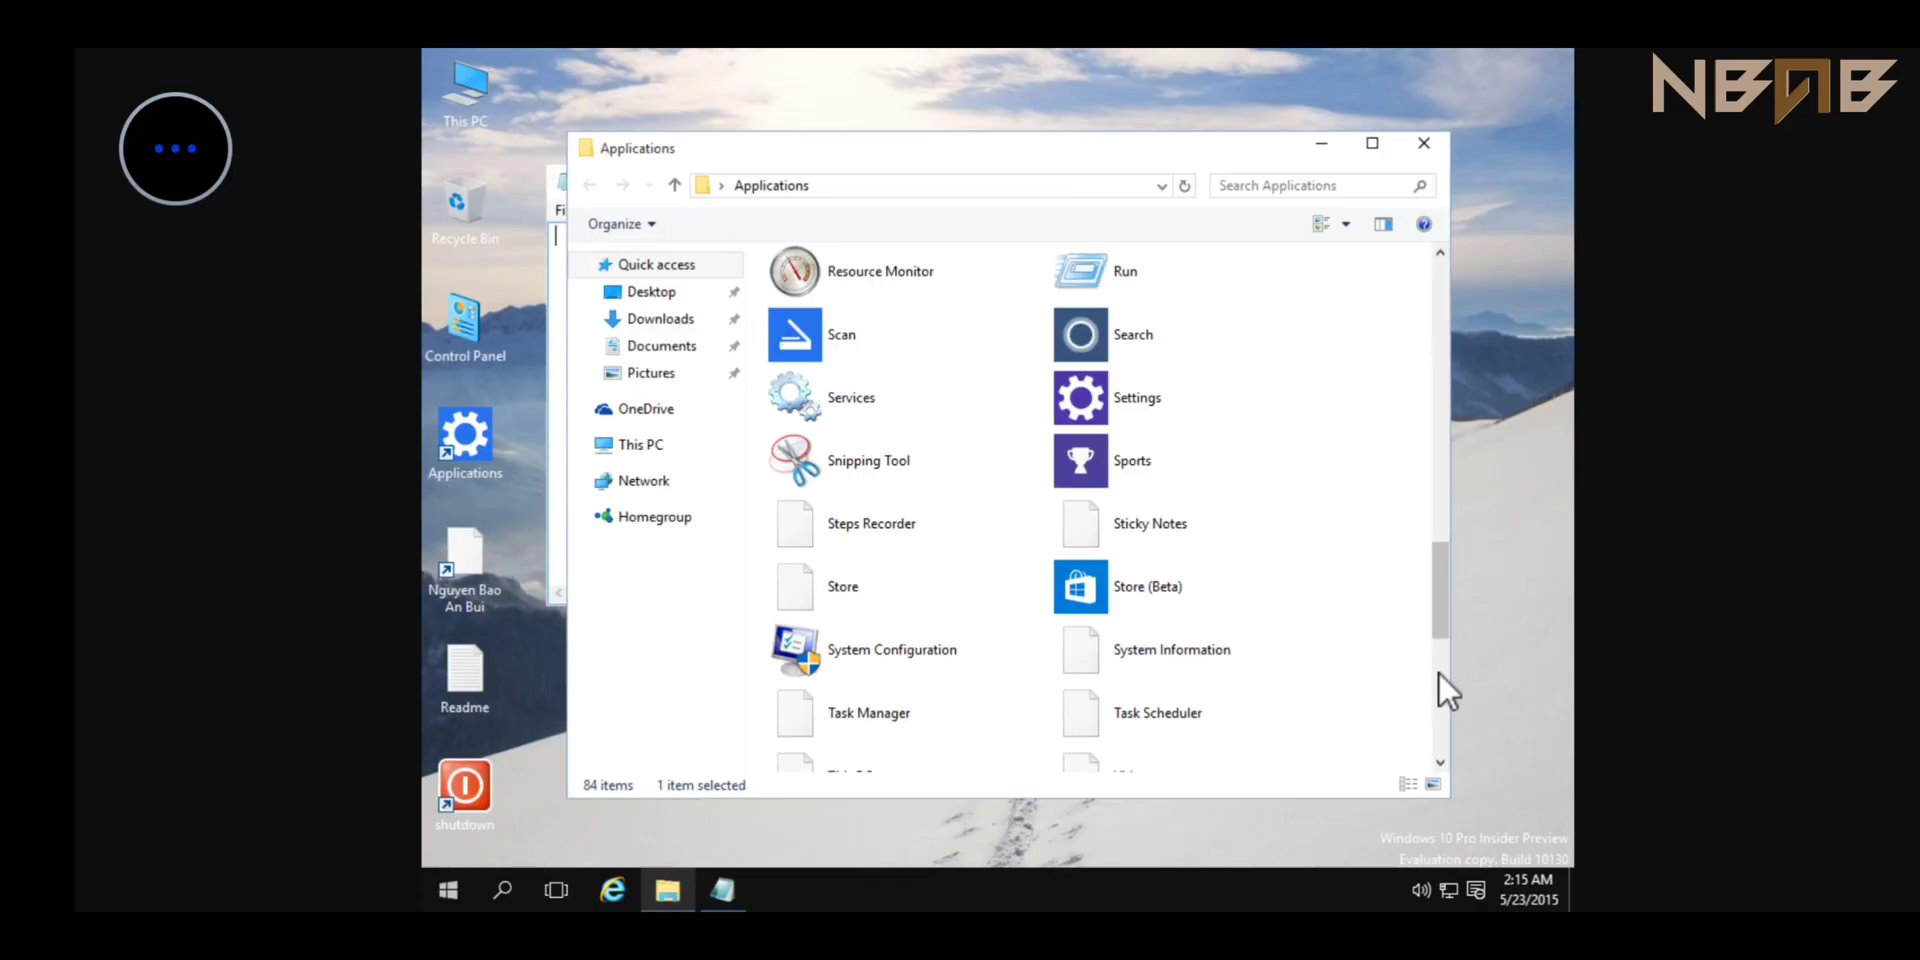 NBAB
This PC
Recycle Bin
Control Panel
Applications
Nguyen Bao
An Bui
Readme
shutdown
Fi
Applications
Applications
Search Applications
Organize
Quick access
Desktop
Downloads
Documents
Pictures
OneDrive
This PC
Network
Homegroup
Resource Monitor
Run
Scan
Search
Services
Settings
Snipping Tool
Sports
Steps Recorder
Sticky Notes
Store
Store (Beta)
System Configuration
System Information
Task Manager
Task Scheduler
84 items
1 item selected
Windows 10 Pro Insider Preview
Evaluation copy. Build 10130
2:15 AM
5/23/2015